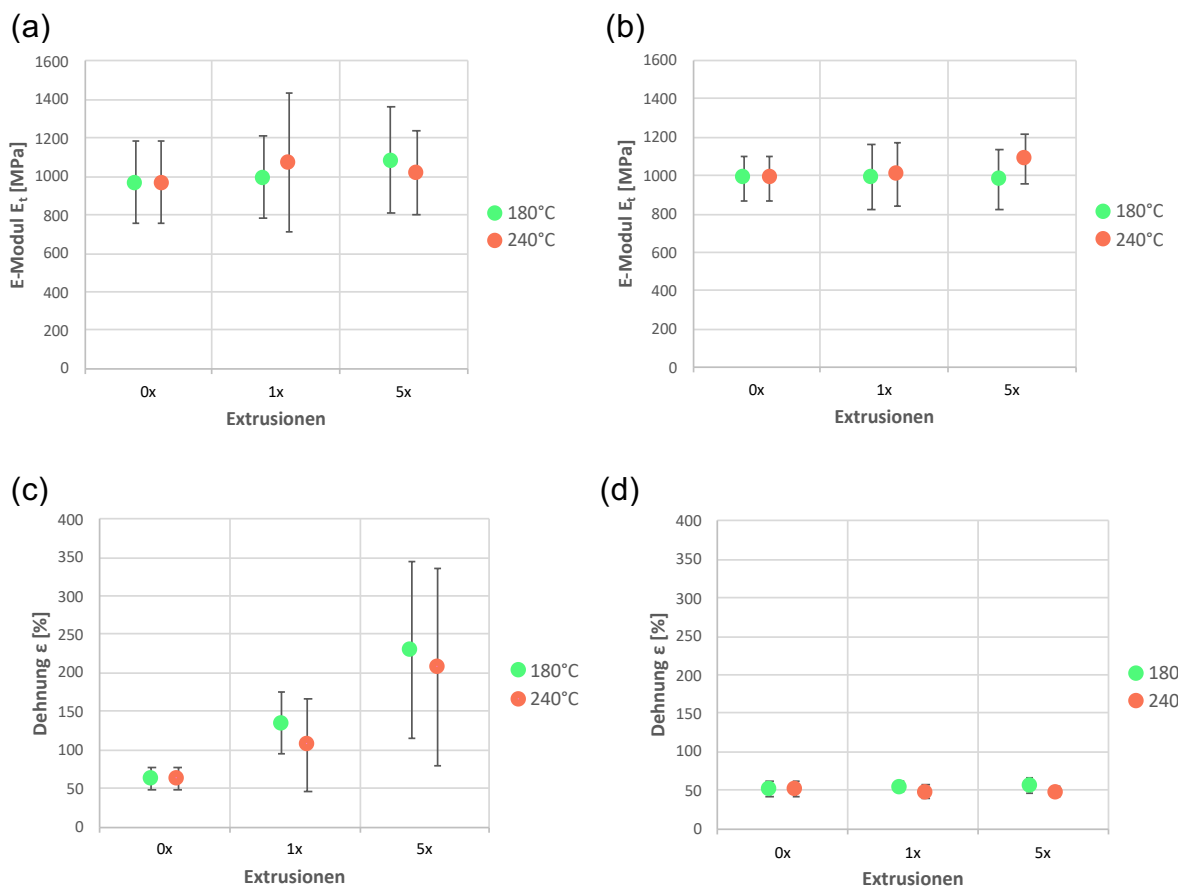 (a)
E-Modul Et [MPa]
1600
1400
1200
1000
800
600
400
200
0
0x 1x 5x
Extrusionen
180°C
240°C
(b)
E-Modul Et [MPa]
1600
1400
1200
1000
800
600
400
200
0
0x 1x 5x
Extrusionen
180°C
240°C
(c)
Dehnung ε [%]
400
350
300
250
200
150
100
50
0
0x 1x 5x
Extrusionen
180°C
240°C
(d)
Dehnung ε [%]
400
350
300
250
200
150
100
50
0
0x 1x 5x
Extrusionen
180
240